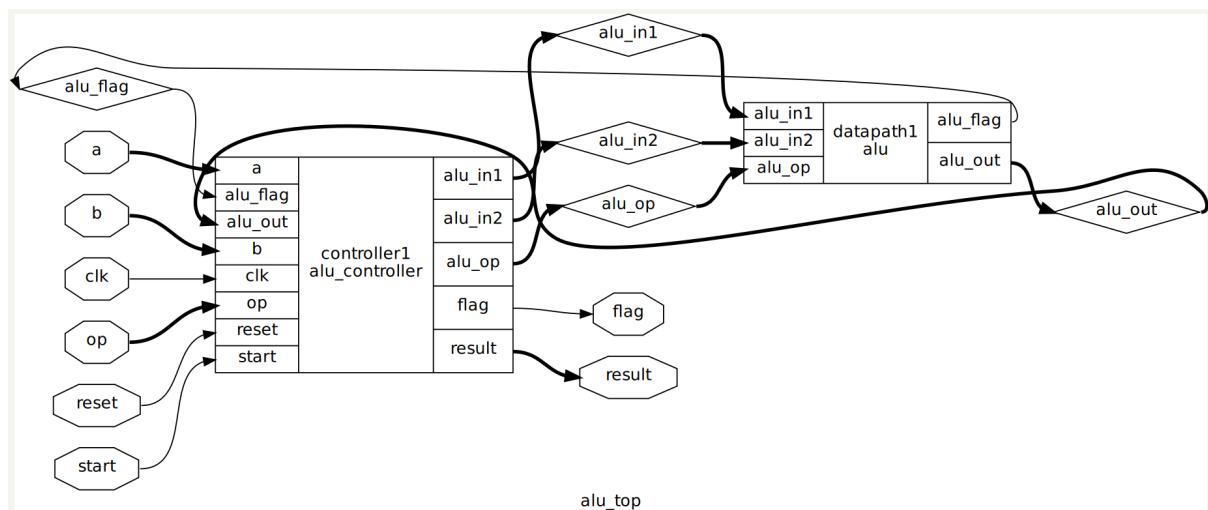 alu_in1
alu_flag
alu_in2
alu_op
a
b
clk
op
reset
start
a
alu_flag
alu_out
b
clk
op
reset
start
controller1
alu_controller
alu_in1
alu_in2
alu_op
flag
result
flag
result
alu_in1
alu_in2
alu_op
datapath1
alu
alu_flag
alu_out
alu_out
alu_top